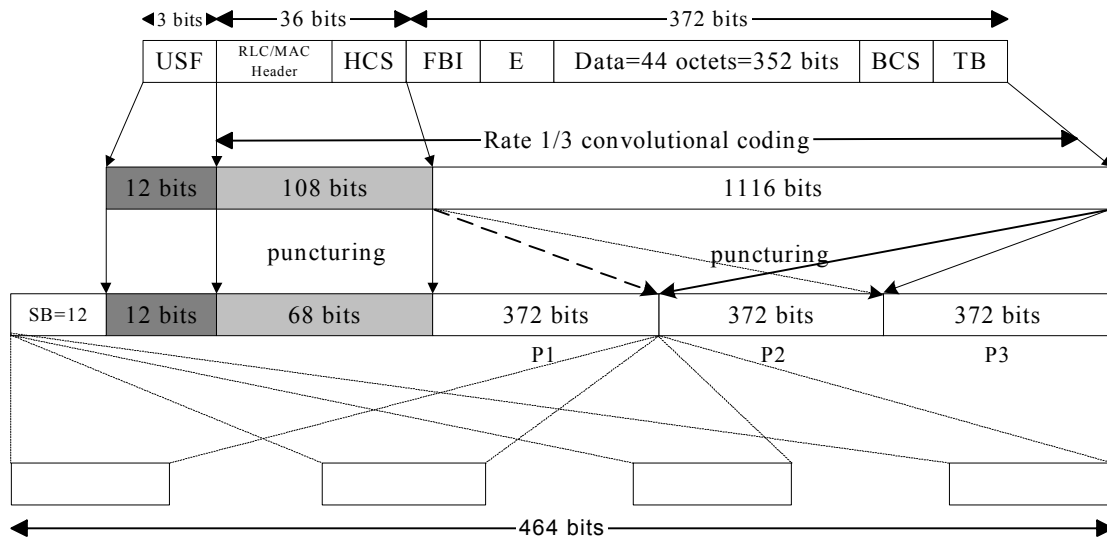 3 bits 36 bits 372 bits
USF RLC/MAC Header HCS FBI E Data=44 octets=352 bits BCS TB
Rate 1/3 convolutional coding
12 bits 108 bits 1116 bits
puncturing puncturing
SB=12 12 bits 68 bits 372 bits 372 bits 372 bits
P1 P2 P3
464 bits